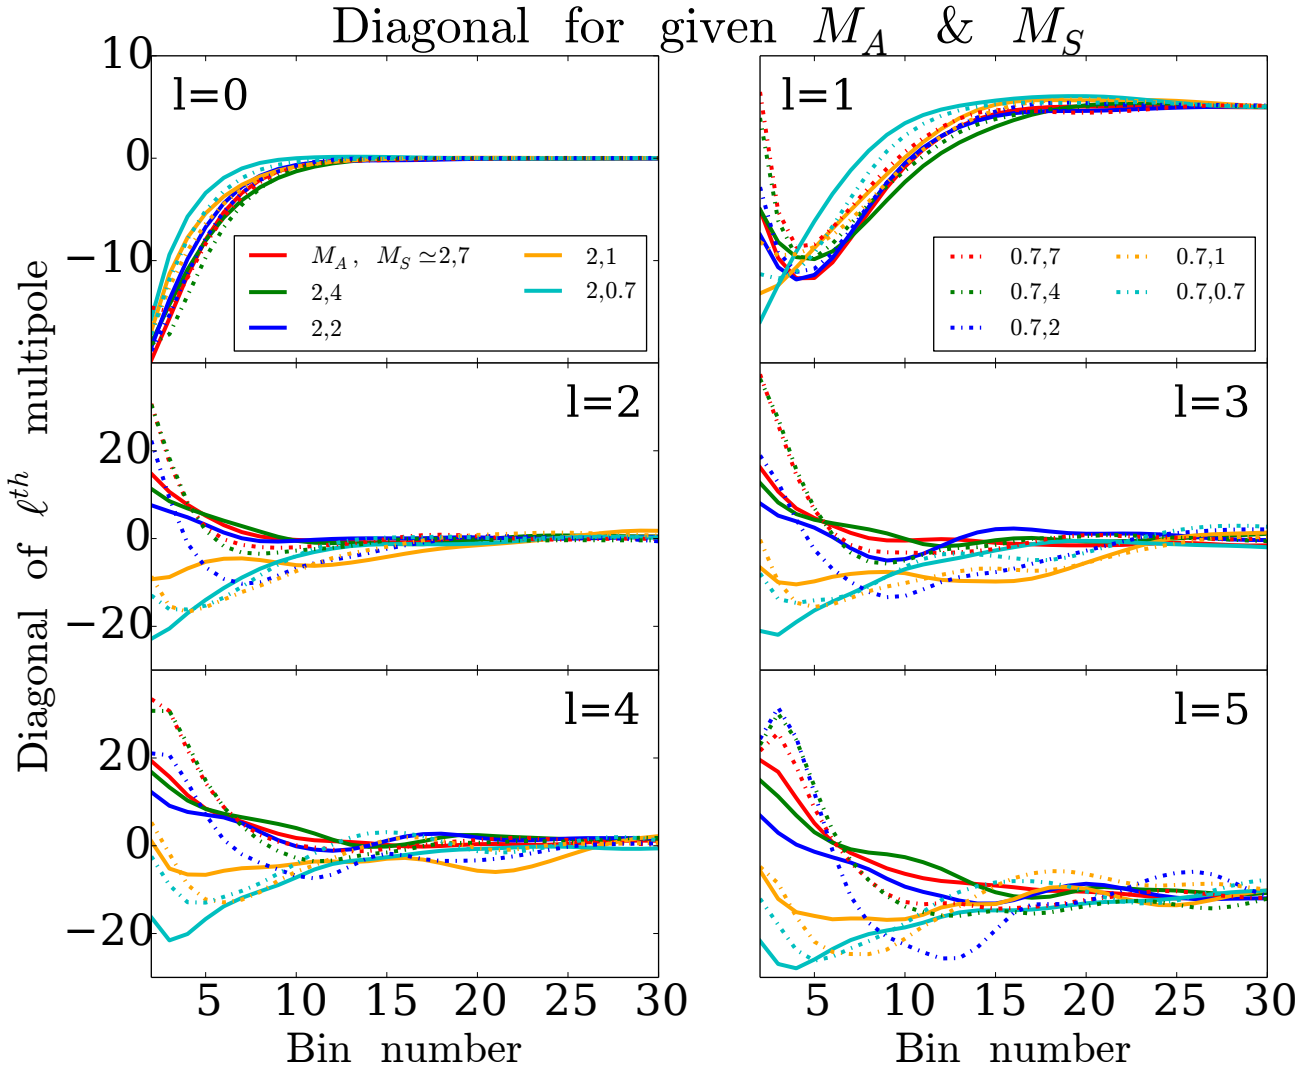 Diagonal for given M_A & M_S
Diagonal of ℓ^{th} multipole
10
0
−10
l=0
M_A , M_S ≃2,7
2,4
2,2
2,1
2,0.7
l=1
0.7,7
0.7,4
0.7,2
0.7,1
0.7,0.7
20
0
−20
l=2
l=3
20
0
−20
l=4
l=5
5 10 15 20 25 30
5 10 15 20 25 30
Bin number
Bin number